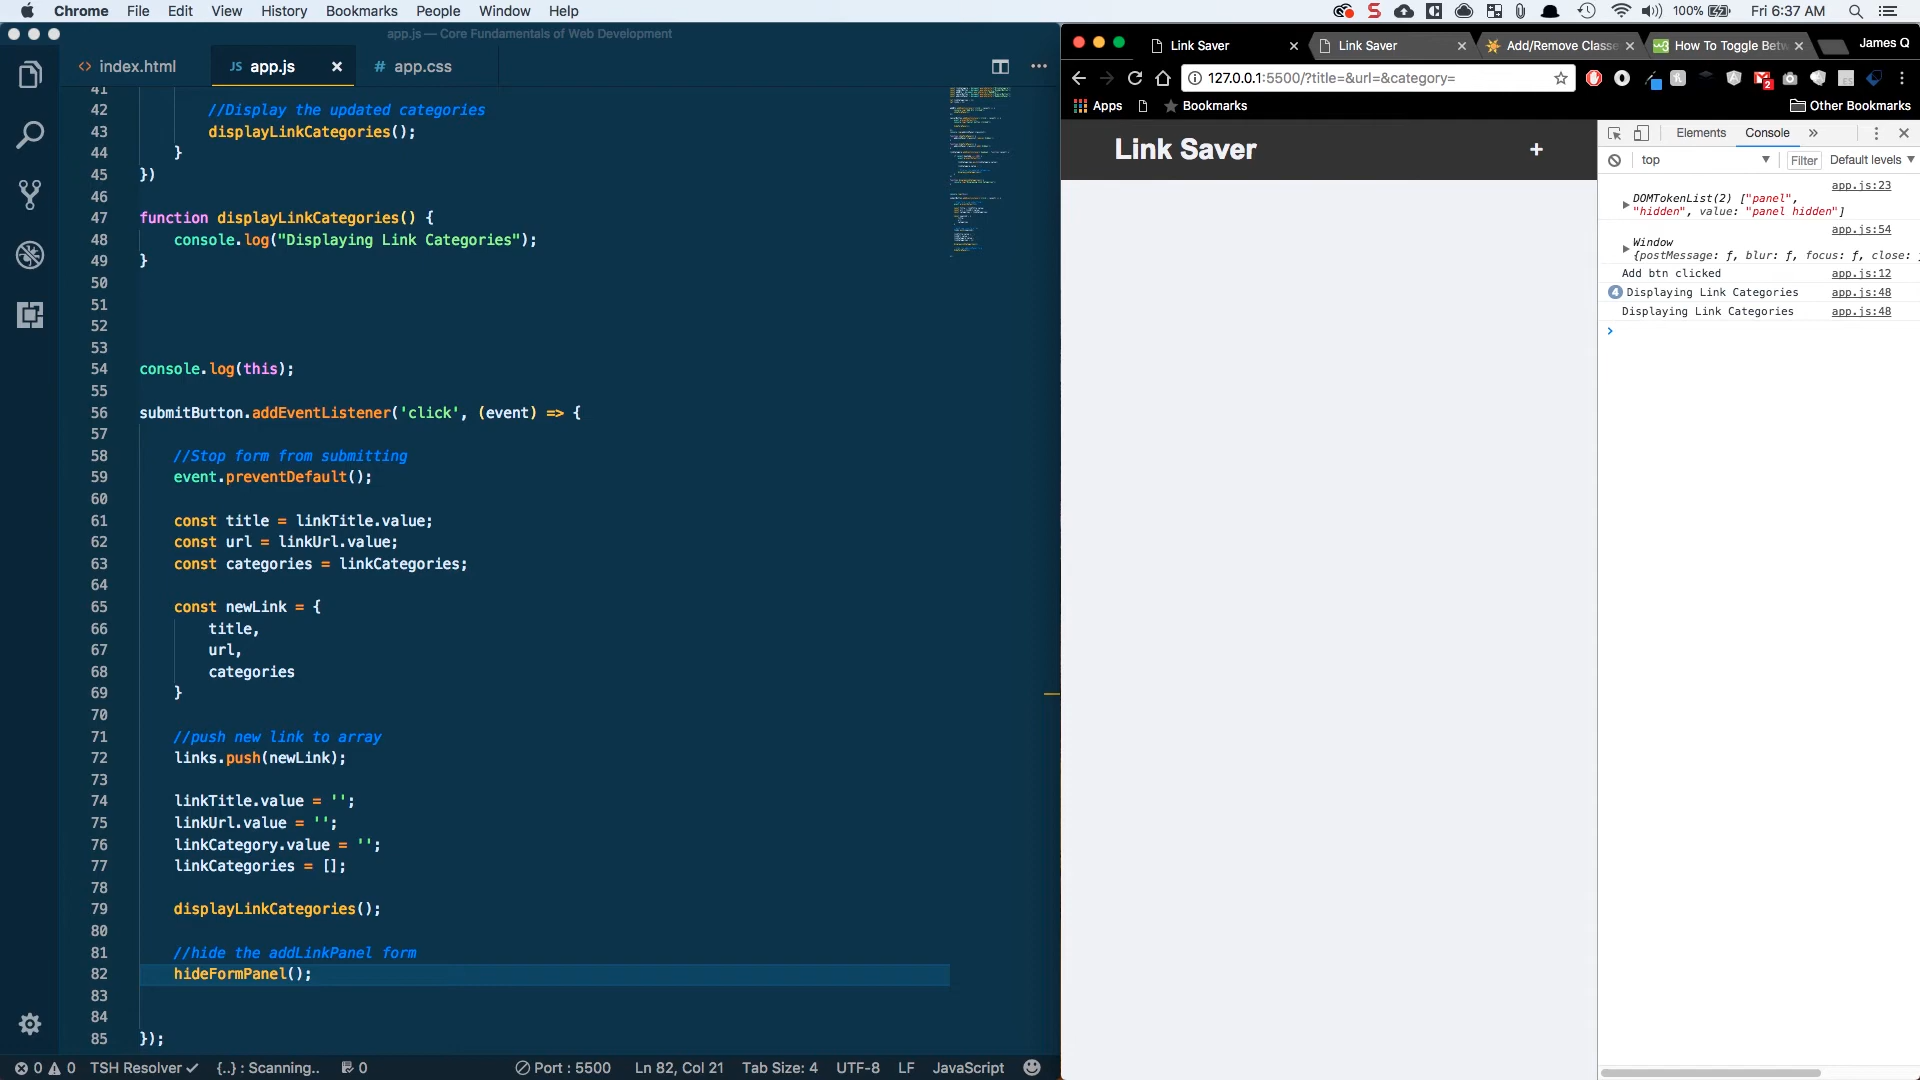 Chrome File Edit View History Bookmarks People Window Help
100% Fri 6:37 AM
app.js — Core Fundamentals of Web Development
<> index.html
JS app.js ×
# app.css
41
42 //Display the updated categories
43 displayLinkCategories();
44 }
45 })
46
47 function displayLinkCategories() {
48 console.log("Displaying Link Categories");
49 }
50
51
52
53
54 console.log(this);
55
56 submitButton.addEventListener('click', (event) => {
57
58 //Stop form from submitting
59 event.preventDefault();
60
61 const title = linkTitle.value;
62 const url = linkUrl.value;
63 const categories = linkCategories;
64
65 const newLink = {
66 title,
67 url,
68 categories
69 }
70
71 //push new link to array
72 links.push(newLink);
73
74 linkTitle.value = '';
75 linkUrl.value = '';
76 linkCategory.value = '';
77 linkCategories = [];
78
79 displayLinkCategories();
80
81 //hide the addLinkPanel form
82 hideFormPanel();
83
84
85 });
0 0 TSH Resolver {..} : Scanning.. 0
Port : 5500 Ln 82, Col 21 Tab Size: 4 UTF-8 LF JavaScript
Link Saver
Link Saver
Add/Remove Classe
How To Toggle Betw
James Q
127.0.0.1:5500/?title=&url=&category=
Apps
Bookmarks
Other Bookmarks
Link Saver +
Elements Console »
top Filter Default levels
app.js:23
DOMTokenList(2) ["panel",
"hidden", value: "panel hidden"]
app.js:54
Window
{postMessage: ƒ, blur: ƒ, focus: ƒ, close:
Add btn clicked app.js:12
4 Displaying Link Categories app.js:48
Displaying Link Categories app.js:48